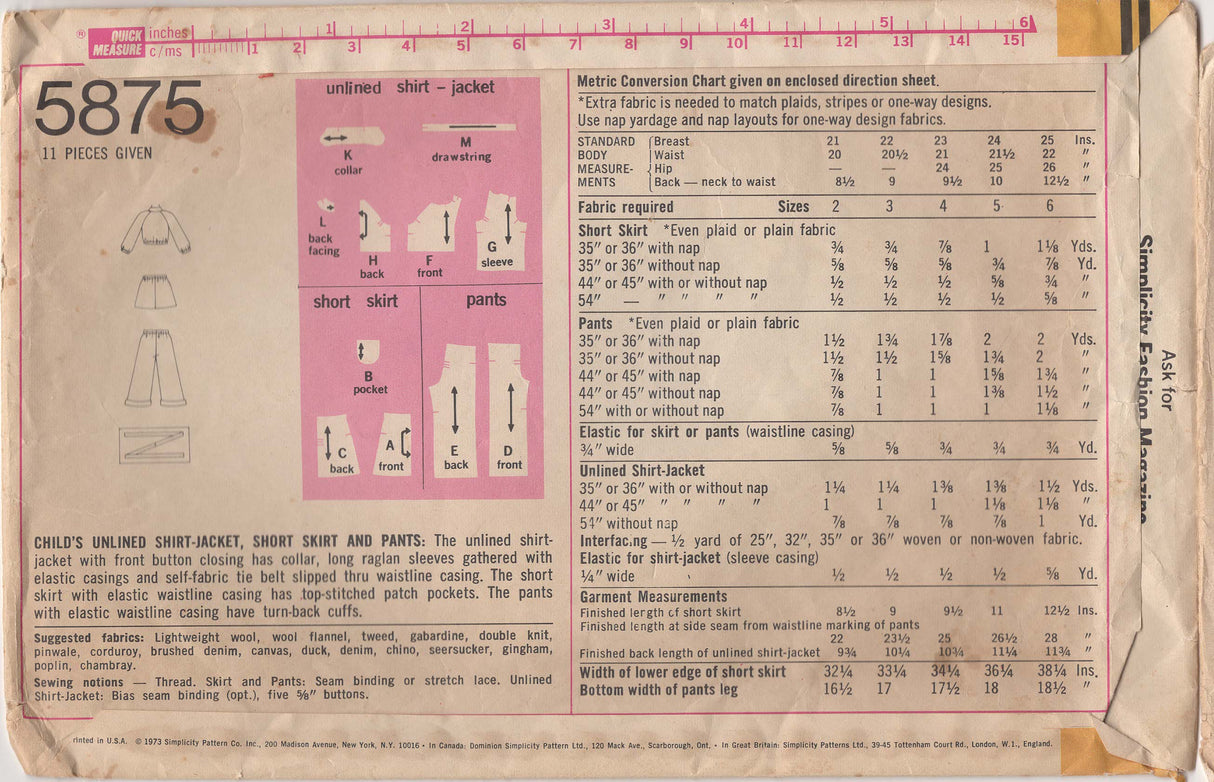 ® QUICK MEASURE inches 1 2 3 4 5 6
c/ms 1 2 3 4 5 6 7 8 9 10 11 12 13 14 15
5875
11 PIECES GIVEN
unlined shirt - jacket
K
collar
M
drawstring
L
back
facing
H
back
F
front
G
sleeve
short skirt
pants
B
pocket
C
back
A
front
E
back
D
front
CHILD'S UNLINED SHIRT-JACKET, SHORT SKIRT AND PANTS: The unlined shirt-
jacket with front button closing has collar, long raglan sleeves gathered with
elastic casings and self-fabric tie belt slipped thru waistline casing. The short
skirt with elastic waistline casing has top-stitched patch pockets. The pants
with elastic waistline casing have turn-back cuffs.
Suggested fabrics: Lightweight wool, wool flannel, tweed, gabardine, double knit,
pinwale, corduroy, brushed denim, canvas, duck, denim, chino, seersucker, gingham,
poplin, chambray.
Sewing notions — Thread. Skirt and Pants: Seam binding or stretch lace. Unlined
Shirt-Jacket: Bias seam binding (opt.), five ⅝" buttons.
Metric Conversion Chart given on enclosed direction sheet.
*Extra fabric is needed to match plaids, stripes or one-way designs.
Use nap yardage and nap layouts for one-way design fabrics.
STANDARD Breast 21 22 23 24 25 Ins.
BODY Waist 20 20½ 21 21½ 22 "
MEASURE- Hip — — 24 25 26 "
MENTS Back — neck to waist 8½ 9 9½ 10 12½ "
Fabric required Sizes 2 3 4 5 6
Short Skirt *Even plaid or plain fabric
35" or 36" with nap ¾ ¾ ⅞ 1 1⅛ Yds.
35" or 36" without nap ⅝ ⅝ ⅝ ¾ ⅞ Yd.
44" or 45" with or without nap ½ ½ ½ ⅝ ¾ "
54" — " " " " ½ ½ ½ ½ ⅝ "
Pants *Even plaid or plain fabric
35" or 36" with nap 1½ 1¾ 1⅞ 2 2 Yds.
35" or 36" without nap 1½ 1½ 1⅝ 1¾ 2 "
44" or 45" with nap ⅞ 1 1 1⅝ 1¾ "
44" or 45" without nap ⅞ 1 1 1⅜ 1½ "
54" with or without nap ⅞ 1 1 1 1⅛ "
Elastic for skirt or pants (waistline casing)
¾" wide ⅝ ⅝ ¾ ¾ ¾ Yd.
Unlined Shirt-Jacket
35" or 36" with or without nap 1¼ 1¼ 1⅜ 1⅜ 1½ Yds.
44" or 45" " " " " 1 1 1 1⅛ 1⅛ "
54" without nap ⅞ ⅞ ⅞ ⅞ 1 Yd.
Interfacing — ½ yard of 25", 32", 35" or 36" woven or non-woven fabric.
Elastic for shirt-jacket (sleeve casing)
¼" wide ½ ½ ½ ½ ⅝ Yd.
Garment Measurements
Finished length of short skirt 8½ 9 9½ 11 12½ Ins.
Finished length at side seam from waistline marking of pants
22 23½ 25 26½ 28 "
Finished back length of unlined shirt-jacket 9¾ 10¼ 10¾ 11¼ 11¾ "
Width of lower edge of short skirt 32¼ 33¼ 34¼ 36¼ 38¼ Ins.
Bottom width of pants leg 16½ 17 17½ 18 18½ "
Ask for
Simplicity Fashion Magazine
rinted in U.S.A. © 1973 Simplicity Pattern Co. Inc., 200 Madison Avenue, New York, N.Y. 10016 • In Canada: Dominion Simplicity Pattern Ltd., 120 Mack Ave., Scarborough, Ont. • In Great Britain: Simplicity Patterns Ltd., 39-45 Tottenham Court Rd., London, W.1., England.